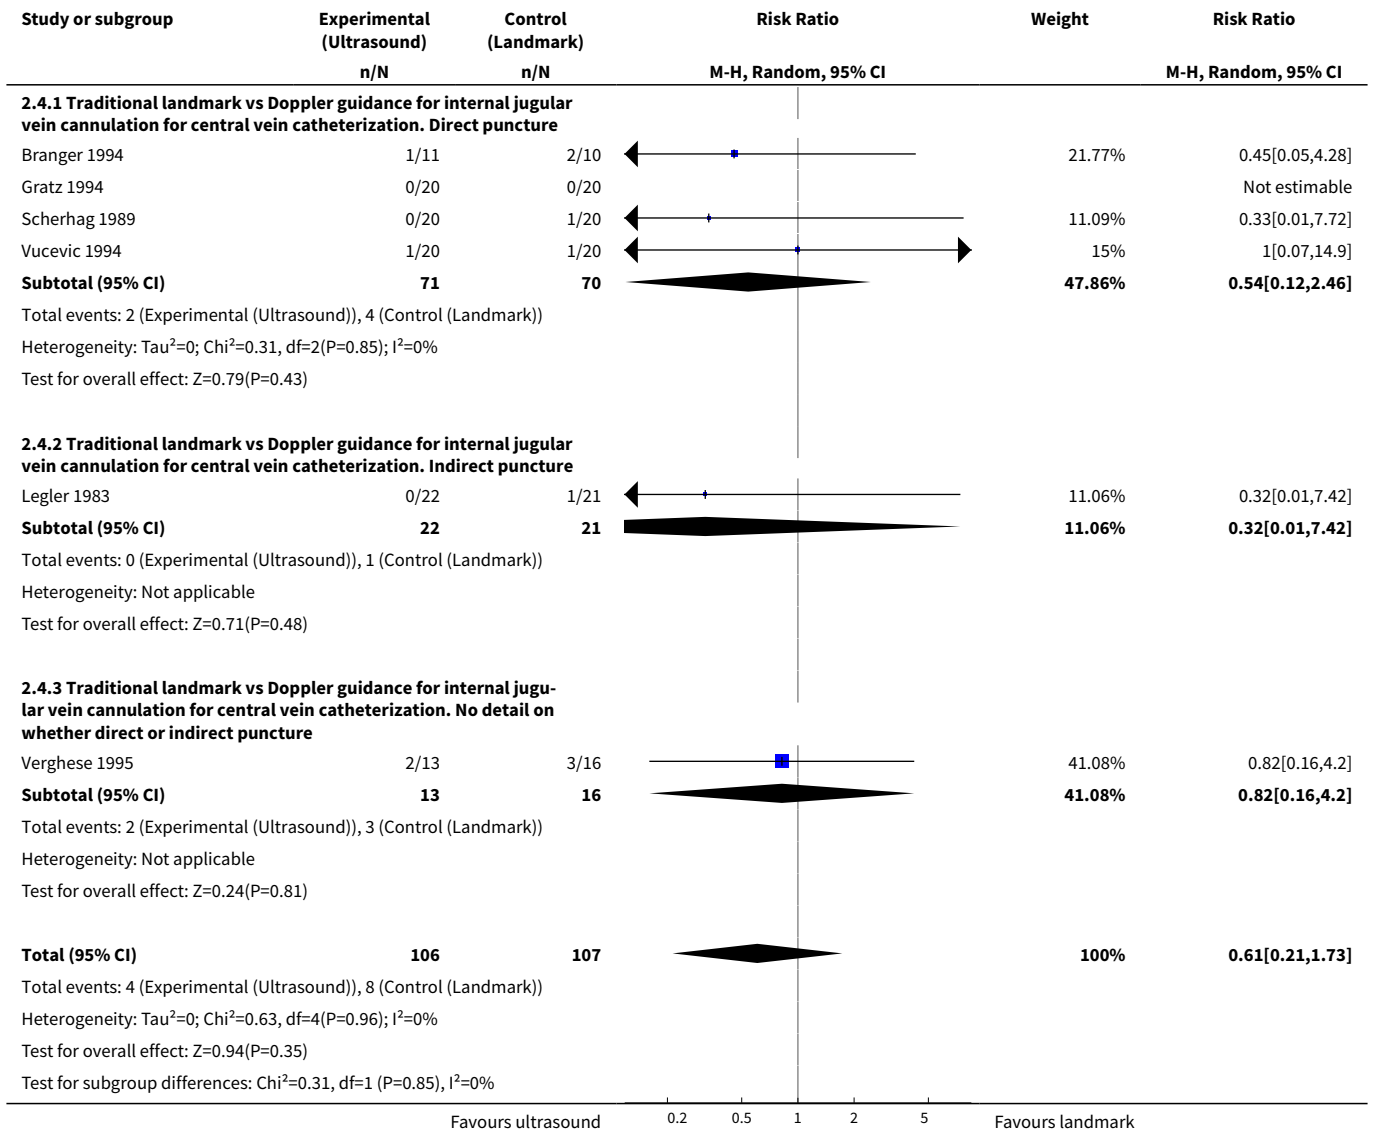 Study or subgroup Experimental (Ultrasound) Control (Landmark) Risk Ratio Weight Risk Ratio
n/N n/N M-H, Random, 95% CI M-H, Random, 95% CI
2.4.1 Traditional landmark vs Doppler guidance for internal jugular
vein cannulation for central vein catheterization. Direct puncture
Branger 1994 1/11 2/10 21.77% 0.45[0.05,4.28]
Gratz 1994 0/20 0/20 Not estimable
Scherhag 1989 0/20 1/20 11.09% 0.33[0.01,7.72]
Vucevic 1994 1/20 1/20 15% 1[0.07,14.9]
Subtotal (95% CI) 71 70 47.86% 0.54[0.12,2.46]
Total events: 2 (Experimental (Ultrasound)), 4 (Control (Landmark))
Heterogeneity: Tau²=0; Chi²=0.31, df=2(P=0.85); I²=0%
Test for overall effect: Z=0.79(P=0.43)
2.4.2 Traditional landmark vs Doppler guidance for internal jugular
vein cannulation for central vein catheterization. Indirect puncture
Legler 1983 0/22 1/21 11.06% 0.32[0.01,7.42]
Subtotal (95% CI) 22 21 11.06% 0.32[0.01,7.42]
Total events: 0 (Experimental (Ultrasound)), 1 (Control (Landmark))
Heterogeneity: Not applicable
Test for overall effect: Z=0.71(P=0.48)
2.4.3 Traditional landmark vs Doppler guidance for internal jugu-
lar vein cannulation for central vein catheterization. No detail on
whether direct or indirect puncture
Verghese 1995 2/13 3/16 41.08% 0.82[0.16,4.2]
Subtotal (95% CI) 13 16 41.08% 0.82[0.16,4.2]
Total events: 2 (Experimental (Ultrasound)), 3 (Control (Landmark))
Heterogeneity: Not applicable
Test for overall effect: Z=0.24(P=0.81)
Total (95% CI) 106 107 100% 0.61[0.21,1.73]
Total events: 4 (Experimental (Ultrasound)), 8 (Control (Landmark))
Heterogeneity: Tau²=0; Chi²=0.63, df=4(P=0.96); I²=0%
Test for overall effect: Z=0.94(P=0.35)
Test for subgroup differences: Chi²=0.31, df=1 (P=0.85), I²=0%
Favours ultrasound 0.2 0.5 1 2 5 Favours landmark